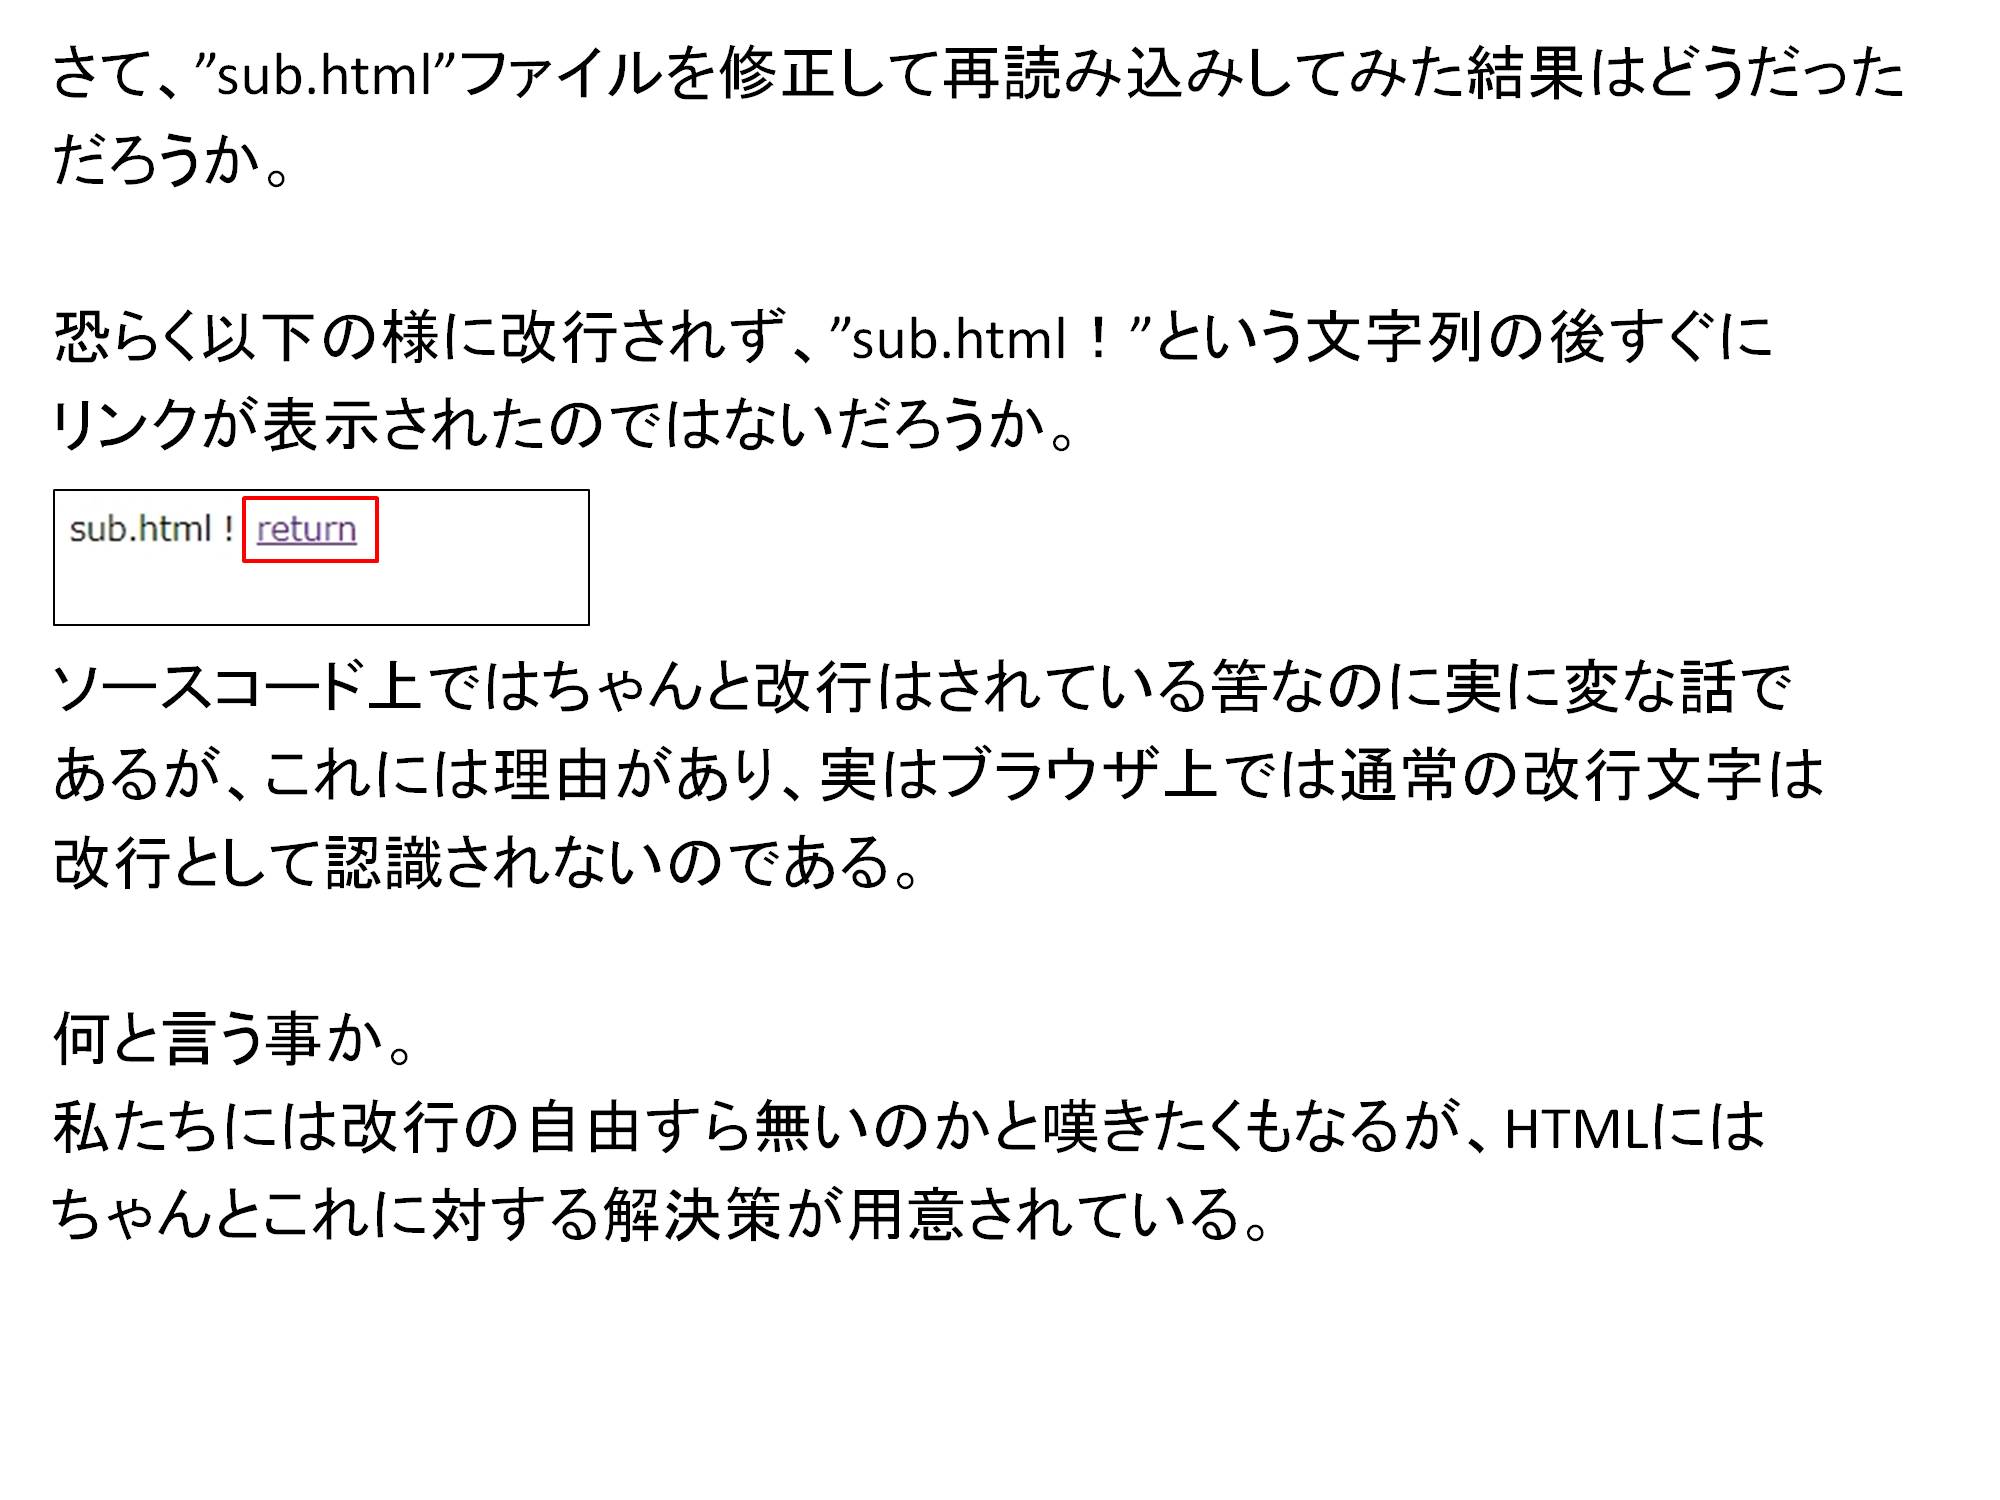 さて、”sub.html”ファイルを修正して再読み込みしてみた結果はどうだった
だろうか。
恐らく以下の様に改行されず、”sub.html！”という文字列の後すぐに
リンクが表示されたのではないだろうか。
sub.html！return
ソースコード上ではちゃんと改行はされている筈なのに実に変な話で
あるが、これには理由があり、実はブラウザ上では通常の改行文字は
改行として認識されないのである。
何と言う事か。
私たちには改行の自由すら無いのかと嘆きたくもなるが、HTMLには
ちゃんとこれに対する解決策が用意されている。